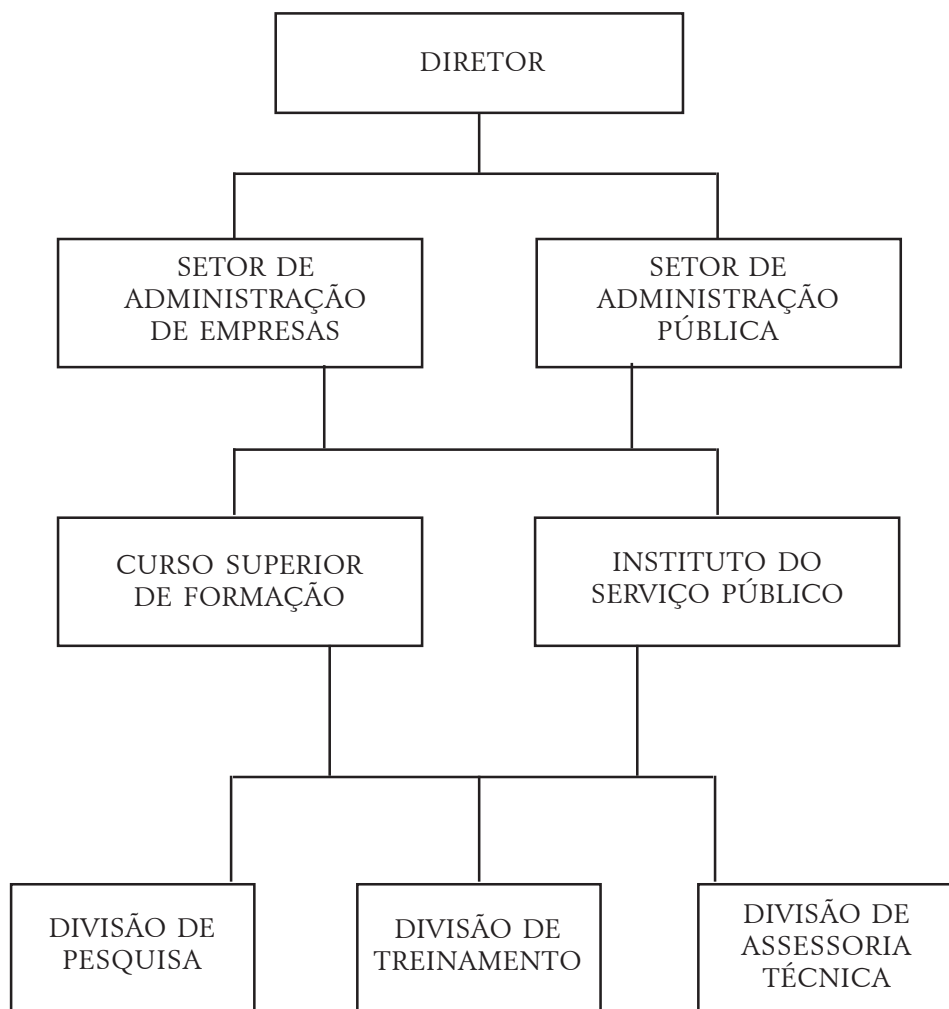 DIRETOR
SETOR DE
ADMINISTRAÇÃO
DE EMPRESAS
SETOR DE
ADMINISTRAÇÃO
PÚBLICA
CURSO SUPERIOR
DE FORMAÇÃO
INSTITUTO DO
SERVIÇO PÚBLICO
DIVISÃO DE
PESQUISA
DIVISÃO DE
TREINAMENTO
DIVISÃO DE
ASSESSORIA
TÉCNICA